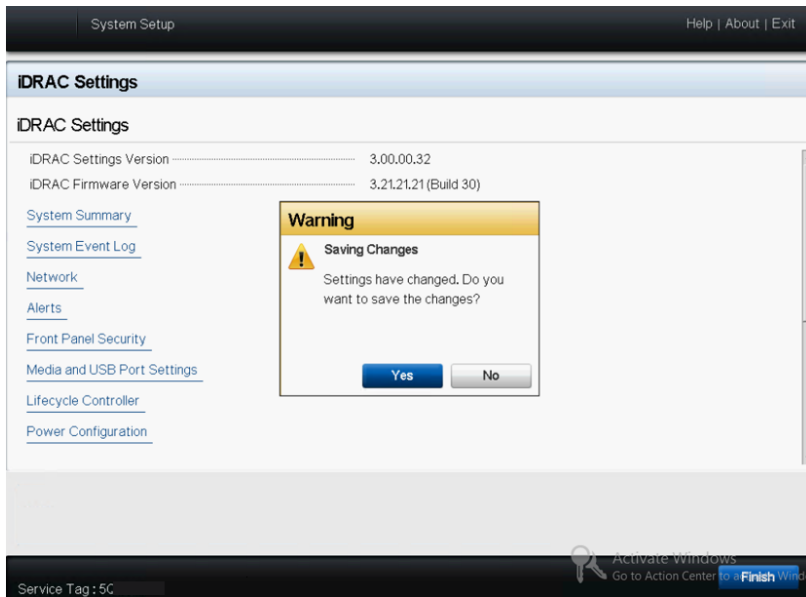 System Setup
Help | About | Exit
iDRAC Settings
iDRAC Settings
iDRAC Settings Version 3.00.00.32
iDRAC Firmware Version 3.21.21.21 (Build 30)
System Summary
System Event Log
Network
Alerts
Front Panel Security
Media and USB Port Settings
Lifecycle Controller
Power Configuration
Warning
Saving Changes
Settings have changed. Do you
want to save the changes?
Yes
No
Activate Windows
Go to Action Center to a
Finish
Wind
Service Tag : 5